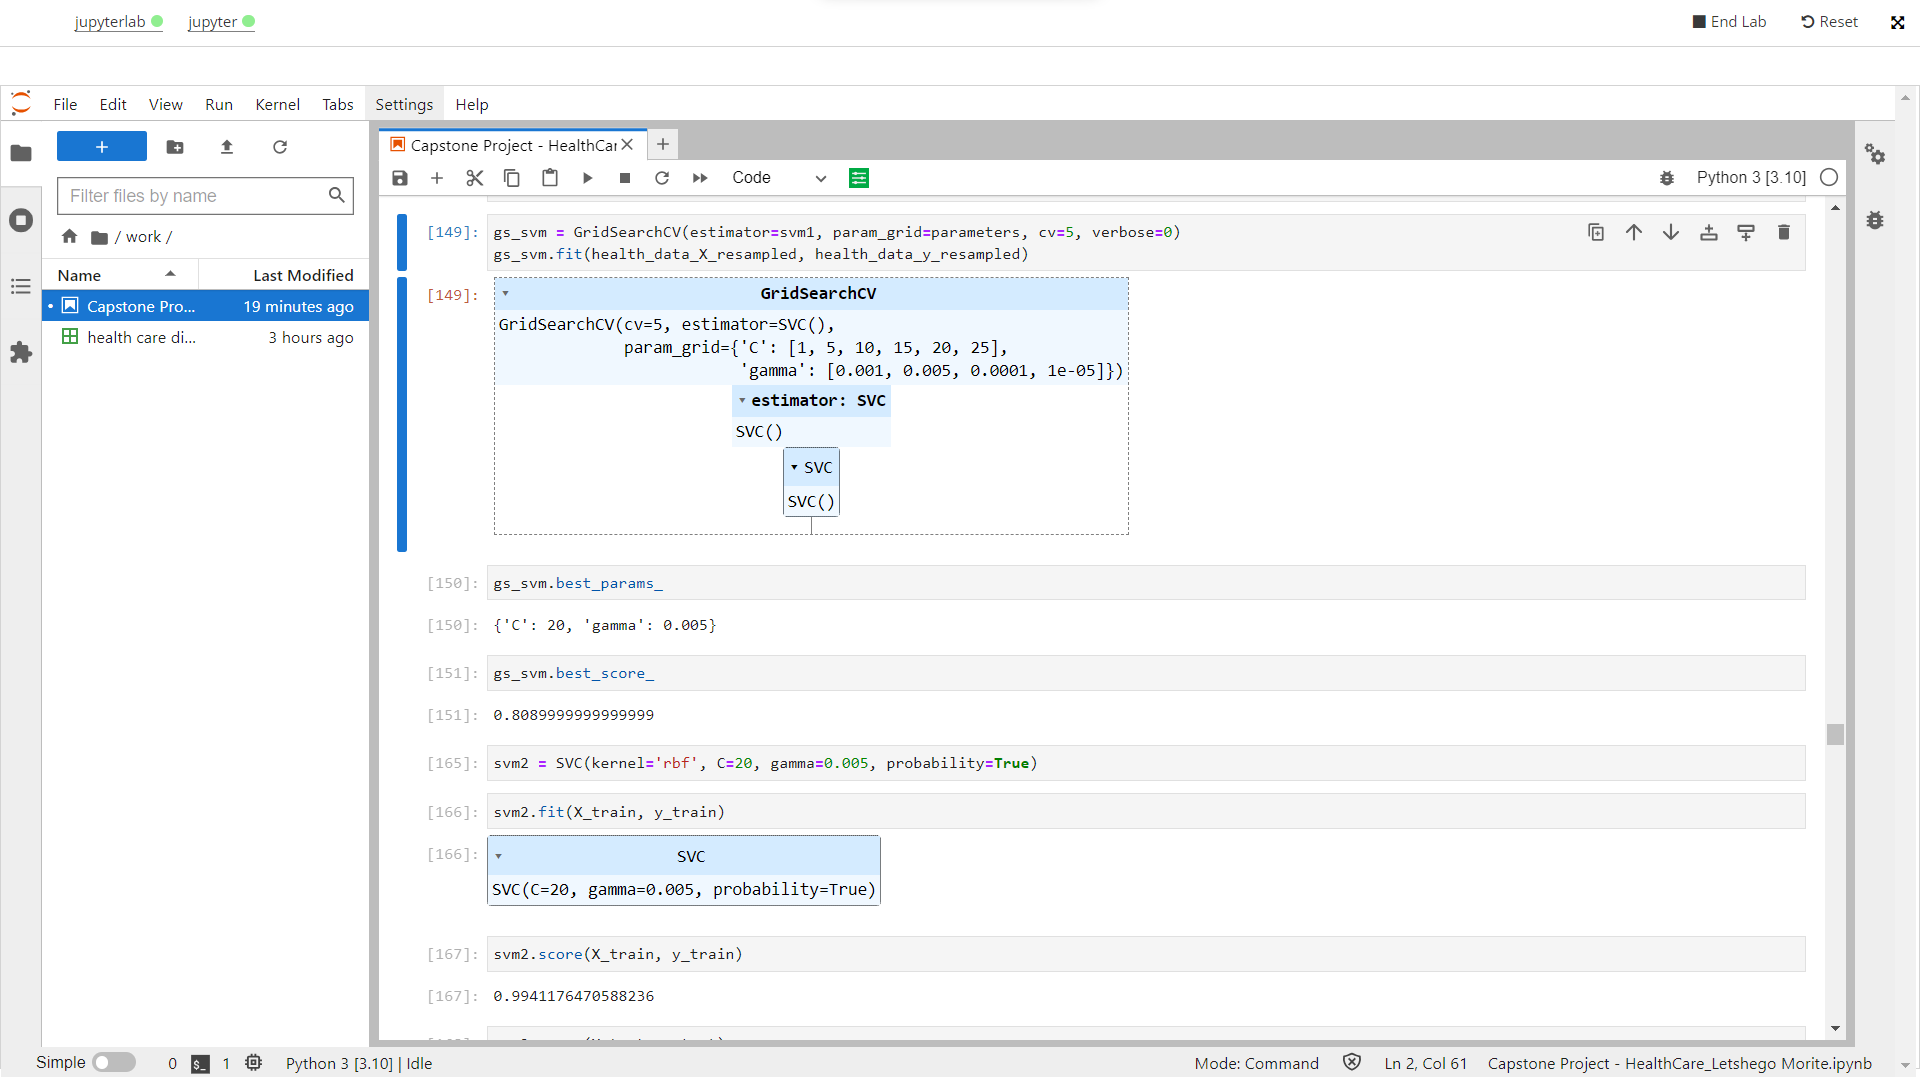 jupyterlab jupyter End Lab Reset
File Edit View Run Kernel Tabs Settings Help
Capstone Project - HealthCar
Filter files by name
Code
Python 3 [3.10]
/ work /
Name Last Modified
Capstone Pro... 19 minutes ago
health care di... 3 hours ago
[149]: gs_svm = GridSearchCV(estimator=svm1, param_grid=parameters, cv=5, verbose=0)
gs_svm.fit(health_data_X_resampled, health_data_y_resampled)
[149]: GridSearchCV
GridSearchCV(cv=5, estimator=SVC(),
param_grid={'C': [1, 5, 10, 15, 20, 25],
'gamma': [0.001, 0.005, 0.0001, 1e-05]})
estimator: SVC
SVC()
SVC
SVC()
[150]: gs_svm.best_params_
[150]: {'C': 20, 'gamma': 0.005}
[151]: gs_svm.best_score_
[151]: 0.8089999999999999
[165]: svm2 = SVC(kernel='rbf', C=20, gamma=0.005, probability=True)
[166]: svm2.fit(X_train, y_train)
[166]: SVC
SVC(C=20, gamma=0.005, probability=True)
[167]: svm2.score(X_train, y_train)
[167]: 0.9941176470588236
Simple 0 1 Python 3 [3.10] | Idle Mode: Command Ln 2, Col 61 Capstone Project - HealthCare_Letshego Morite.ipynb